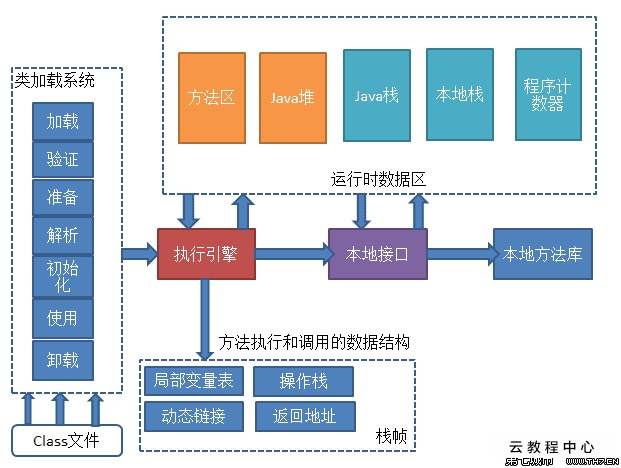 方法区
Java堆
Java栈
本地栈
程序计
数器
运行时数据区
类加载系统
加载
验证
准备
解析
初始
化
使用
卸载
Class文件
执行引擎
本地接口
本地方法库
方法执行和调用的数据结构
局部变量表
操作栈
动态链接
返回地址
栈帧
云教程中心
WWW.TH7.CN